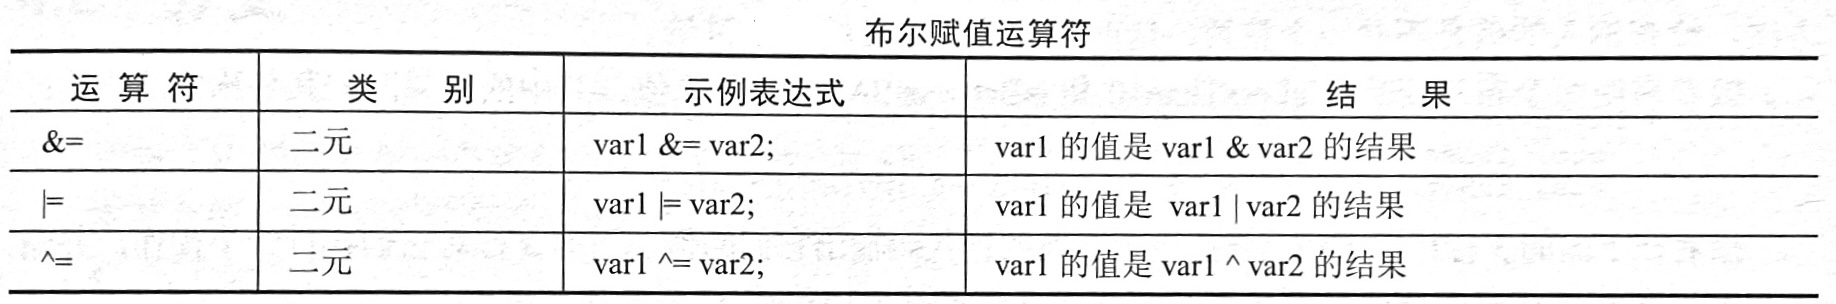 布尔赋值运算符
运 算 符 类 别 示例表达式 结 果
&= 二元 var1 &= var2; var1 的值是 var1 & var2 的结果
|= 二元 var1 |= var2; var1 的值是 var1 | var2 的结果
^= 二元 var1 ^= var2; var1 的值是 var1 ^ var2 的结果